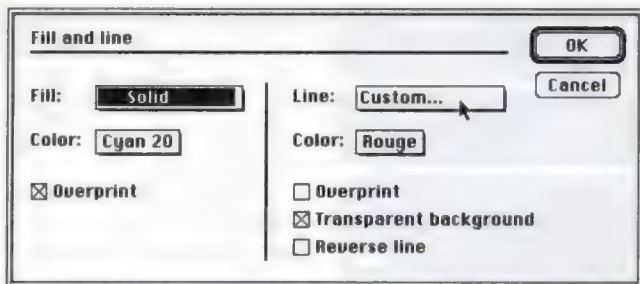 Fill and line
OK
Cancel
Fill: Solid
Color: Cyan 20
Overprint
Line: Custom...
Color: Rouge
Overprint
Transparent background
Reverse line